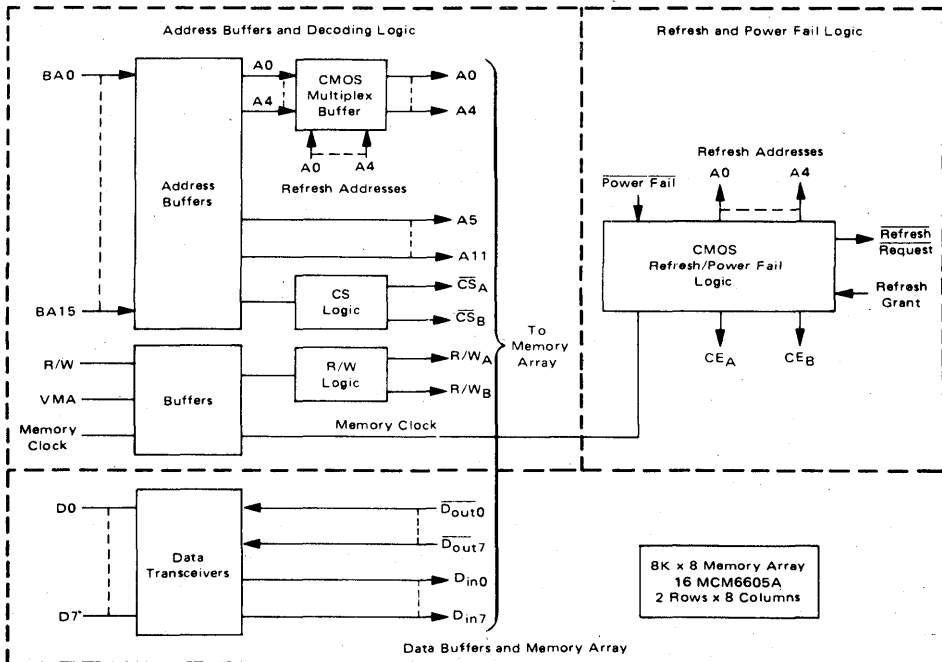 Address Buffers and Decoding Logic
BA0
BA15
Address
Buffers
A0
A4
CMOS
Multiplex
Buffer
A0
A4
A0 A4
Refresh Addresses
A5
A11
CS
Logic
CS_A
CS_B
R/W
VMA
Memory
Clock
Buffers
R/W
Logic
R/W_A
R/W_B
Memory Clock
To
Memory
Array
Refresh and Power Fail Logic
Refresh Addresses
Power Fail
A0 A4
CMOS
Refresh/Power Fail
Logic
Refresh
Request
Refresh
Grant
CE_A CE_B
D0
D7
Data
Transceivers
D_out0
D_out7
D_in0
D_in7
8K x 8 Memory Array
16 MCM6605A
2 Rows x 8 Columns
Data Buffers and Memory Array